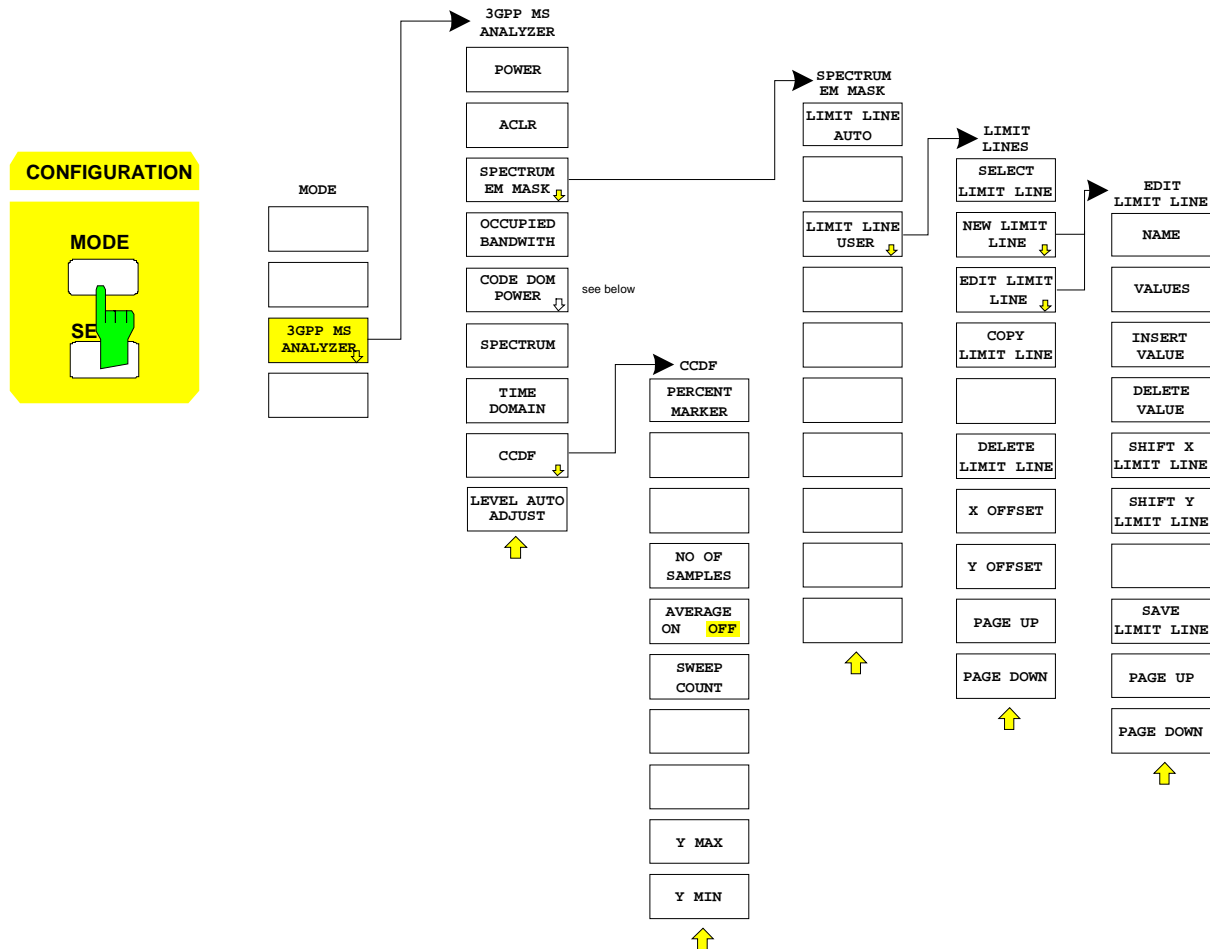 CONFIGURATION
MODE
SE
MODE
3GPP MS
ANALYZER
3GPP MS
ANALYZER
POWER
ACLR
SPECTRUM
EM MASK
OCCUPIED
BANDWITH
CODE DOM
POWER
see below
SPECTRUM
TIME
DOMAIN
CCDF
LEVEL AUTO
ADJUST
CCDF
PERCENT
MARKER
NO OF
SAMPLES
AVERAGE
ON OFF
SWEEP
COUNT
Y MAX
Y MIN
SPECTRUM
EM MASK
LIMIT LINE
AUTO
LIMIT LINE
USER
LIMIT
LINES
SELECT
LIMIT LINE
NEW LIMIT
LINE
EDIT LIMIT
LINE
COPY
LIMIT LINE
DELETE
LIMIT LINE
X OFFSET
Y OFFSET
PAGE UP
PAGE DOWN
EDIT
LIMIT LINE
NAME
VALUES
INSERT
VALUE
DELETE
VALUE
SHIFT X
LIMIT LINE
SHIFT Y
LIMIT LINE
SAVE
LIMIT LINE
PAGE UP
PAGE DOWN